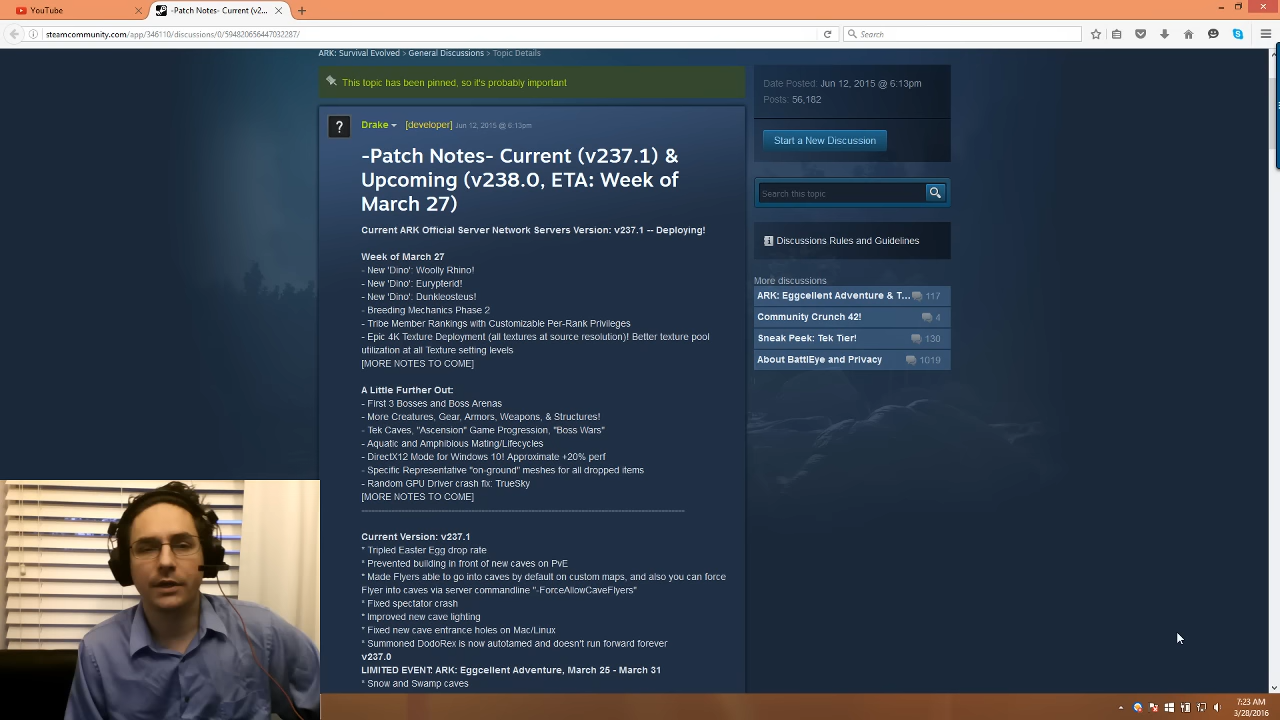 YouTube
-Patch Notes- Current (v2...
steamcommunity.com/app/346110/discussions/0/594820656447032287/
Search
ARK: Survival Evolved > General Discussions > Topic Details
This topic has been pinned, so it's probably important
Date Posted: Jun 12, 2015 @ 6:13pm
Posts: 56,182
Start a New Discussion
Search this topic
Discussions Rules and Guidelines
More discussions
ARK: Eggcellent Adventure & T... 117
Community Crunch 42! 4
Sneak Peek: Tek Tier! 130
About BattlEye and Privacy 1019
?
Drake [developer] Jun 12, 2015 @ 6:13pm
-Patch Notes- Current (v237.1) &
Upcoming (v238.0, ETA: Week of
March 27)
Current ARK Official Server Network Servers Version: v237.1 -- Deploying!
Week of March 27
- New 'Dino': Woolly Rhino!
- New 'Dino': Eurypterid!
- New 'Dino': Dunkleosteus!
- Breeding Mechanics Phase 2
- Tribe Member Rankings with Customizable Per-Rank Privileges
- Epic 4K Texture Deployment (all textures at source resolution)! Better texture pool
utilization at all Texture setting levels
[MORE NOTES TO COME]
A Little Further Out:
- First 3 Bosses and Boss Arenas
- More Creatures, Gear, Armors, Weapons, & Structures!
- Tek Caves, "Ascension" Game Progression, "Boss Wars"
- Aquatic and Amphibious Mating/Lifecycles
- DirectX12 Mode for Windows 10! Approximate +20% perf
- Specific Representative "on-ground" meshes for all dropped items
- Random GPU Driver crash fix: TrueSky
[MORE NOTES TO COME]
Current Version: v237.1
* Tripled Easter Egg drop rate
* Prevented building in front of new caves on PvE
* Made Flyers able to go into caves by default on custom maps, and also you can force
Flyer into caves via server commandline "-ForceAllowCaveFlyers"
* Fixed spectator crash
* Improved new cave lighting
* Fixed new cave entrance holes on Mac/Linux
* Summoned DodoRex is now autotamed and doesn't run forward forever
v237.0
LIMITED EVENT: ARK: Eggcellent Adventure, March 25 - March 31
* Snow and Swamp caves
7:23 AM
3/28/2016